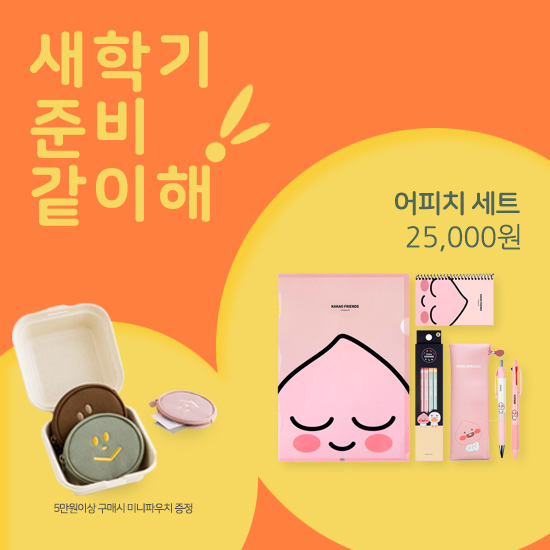 새학기
준비
같이해
어피치 세트
25,000원
KAKAO FRIENDS
5만원이상 구매시 미니파우치 증정